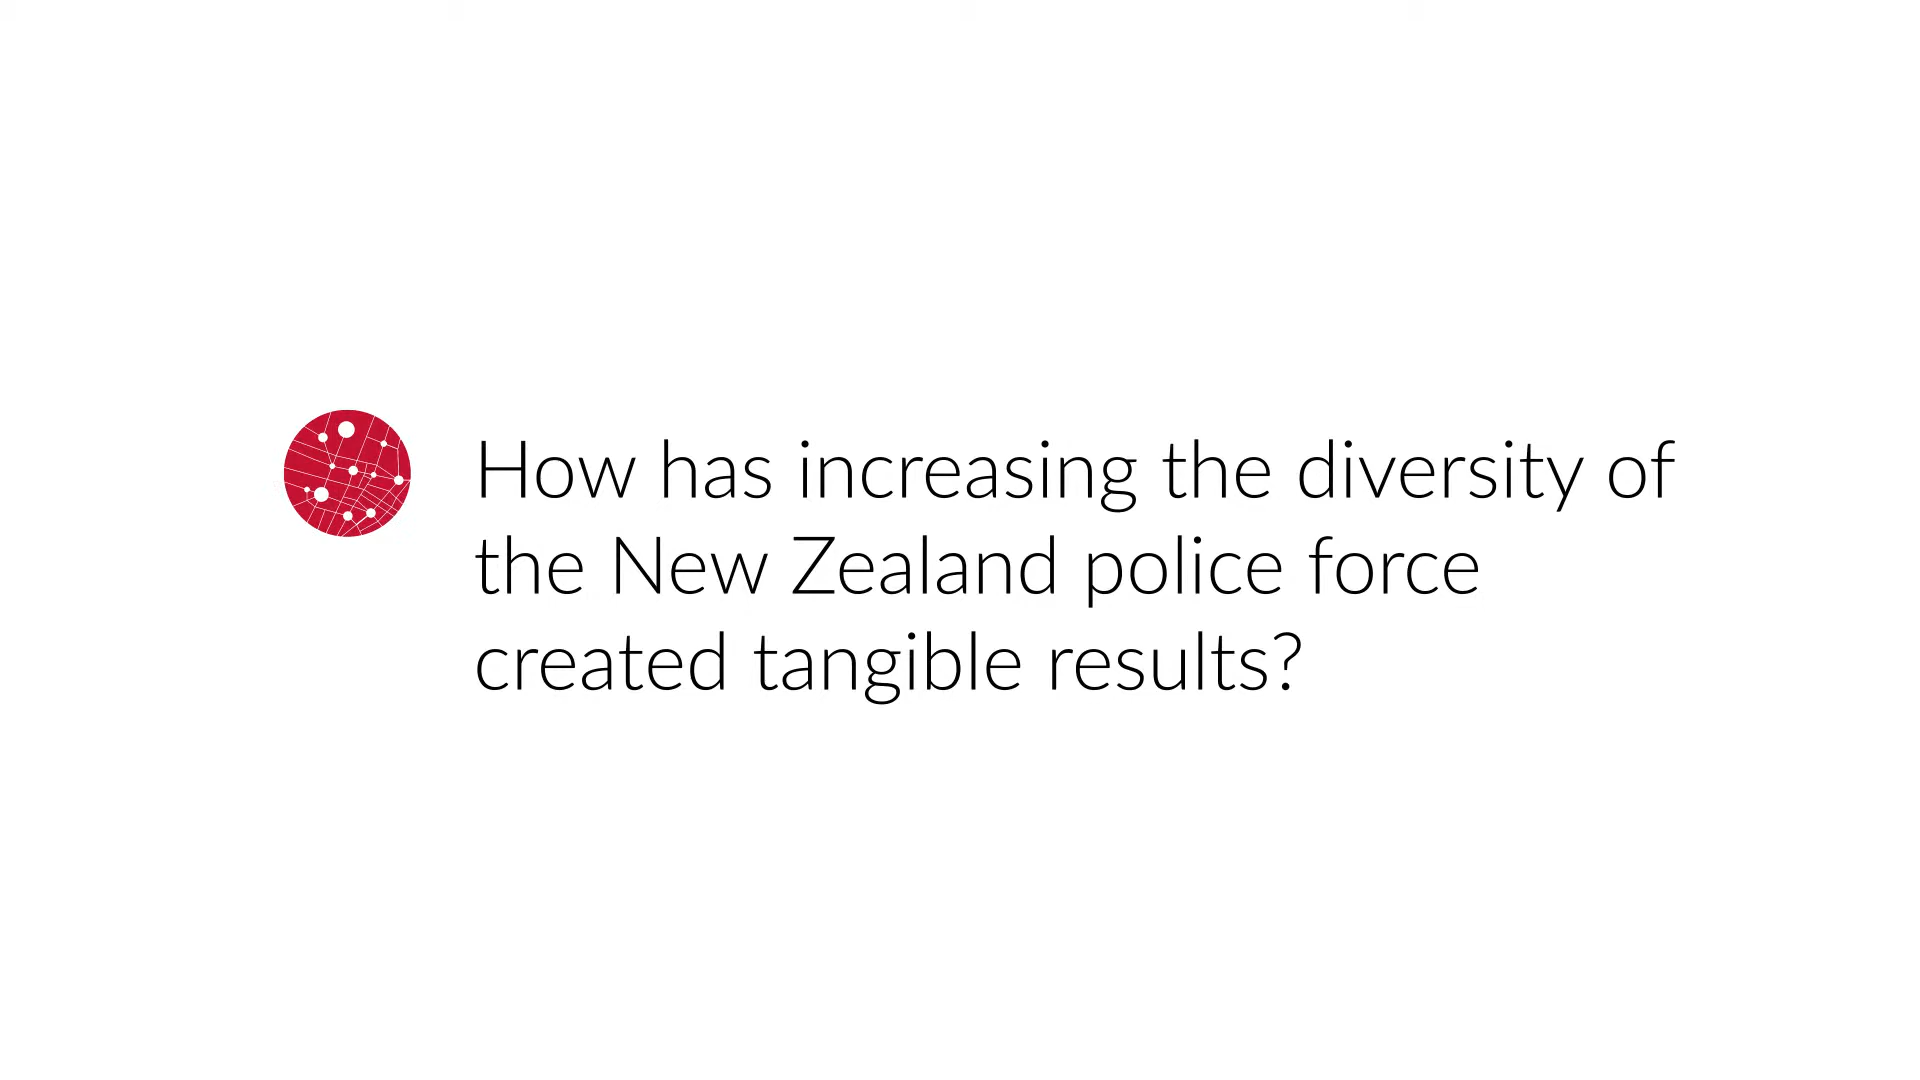 How has increasing the diversity of
the New Zealand police force
created tangible results?